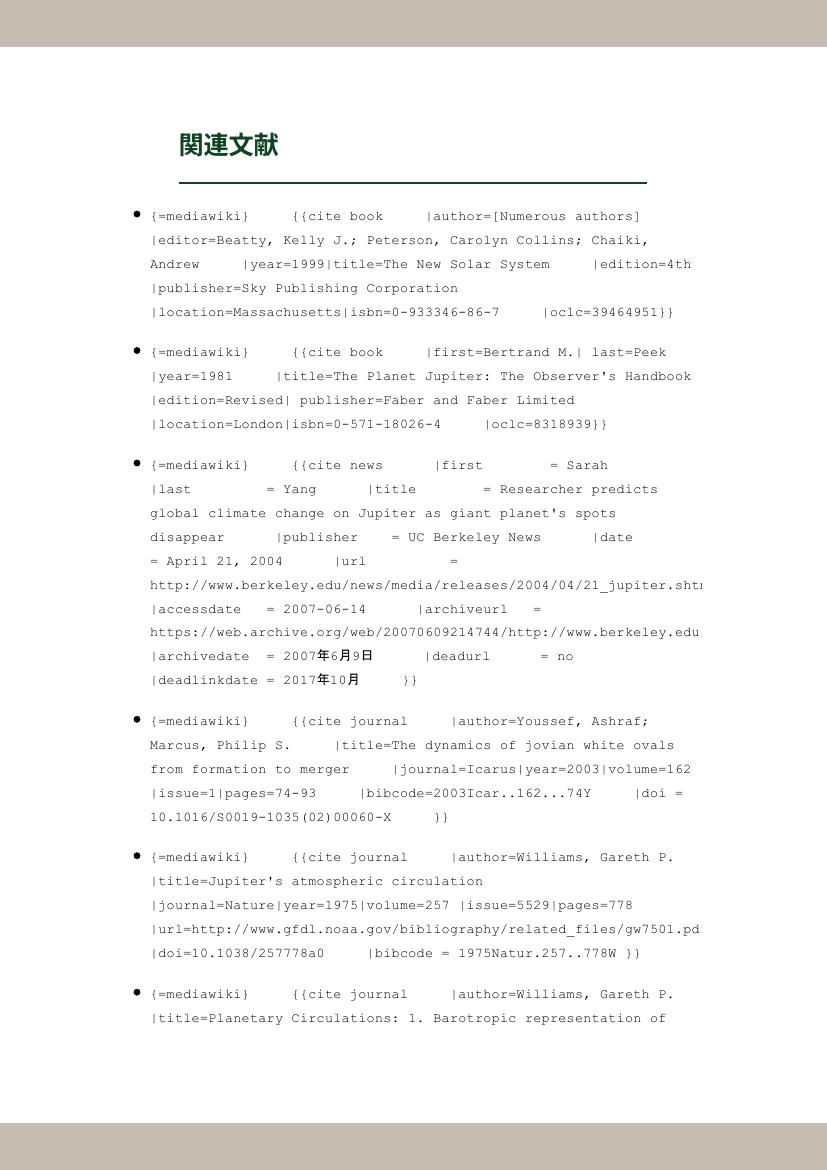 関連文献
• {=mediawiki} {{cite book |author=[Numerous authors]
|editor=Beatty, Kelly J.; Peterson, Carolyn Collins; Chaiki,
Andrew |year=1999|title=The New Solar System |edition=4th
|publisher=Sky Publishing Corporation
|location=Massachusetts|isbn=0-933346-86-7 |oclc=39464951}}
• {=mediawiki} {{cite book |first=Bertrand M.| last=Peek
|year=1981 |title=The Planet Jupiter: The Observer's Handbook
|edition=Revised| publisher=Faber and Faber Limited
|location=London|isbn=0-571-18026-4 |oclc=8318939}}
• {=mediawiki} {{cite news |first = Sarah
|last = Yang |title = Researcher predicts
global climate change on Jupiter as giant planet's spots
disappear |publisher = UC Berkeley News |date
= April 21, 2004 |url =
http://www.berkeley.edu/news/media/releases/2004/04/21_jupiter.sht
|accessdate = 2007-06-14 |archiveurl =
https://web.archive.org/web/20070609214744/http://www.berkeley.edu
|archivedate = 2007年6月9日 |deadurl = no
|deadlinkdate = 2017年10月 }}
• {=mediawiki} {{cite journal |author=Youssef, Ashraf;
Marcus, Philip S. |title=The dynamics of jovian white ovals
from formation to merger |journal=Icarus|year=2003|volume=162
|issue=1|pages=74-93 |bibcode=2003Icar..162...74Y |doi =
10.1016/S0019-1035(02)00060-X }}
• {=mediawiki} {{cite journal |author=Williams, Gareth P.
|title=Jupiter's atmospheric circulation
|journal=Nature|year=1975|volume=257 |issue=5529|pages=778
|url=http://www.gfdl.noaa.gov/bibliography/related_files/gw7501.pd
|doi=10.1038/257778a0 |bibcode = 1975Natur.257..778W }}
• {=mediawiki} {{cite journal |author=Williams, Gareth P.
|title=Planetary Circulations: 1. Barotropic representation of